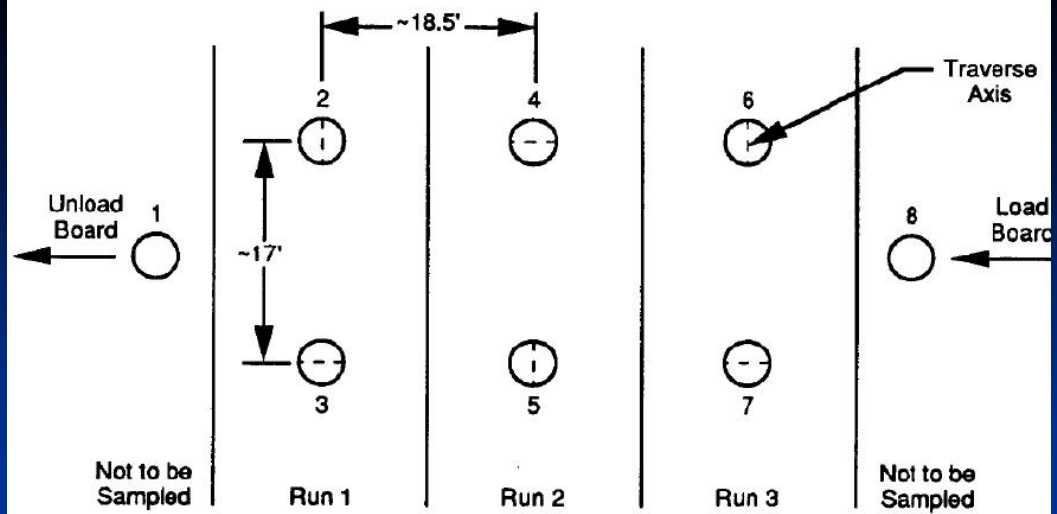 ~18.5'
Traverse
Axis
2
4
6
Unload
Board
1
~17'
8
Load
Board
3
5
7
Not to be
Sampled
Run 1
Run 2
Run 3
Not to be
Sampled